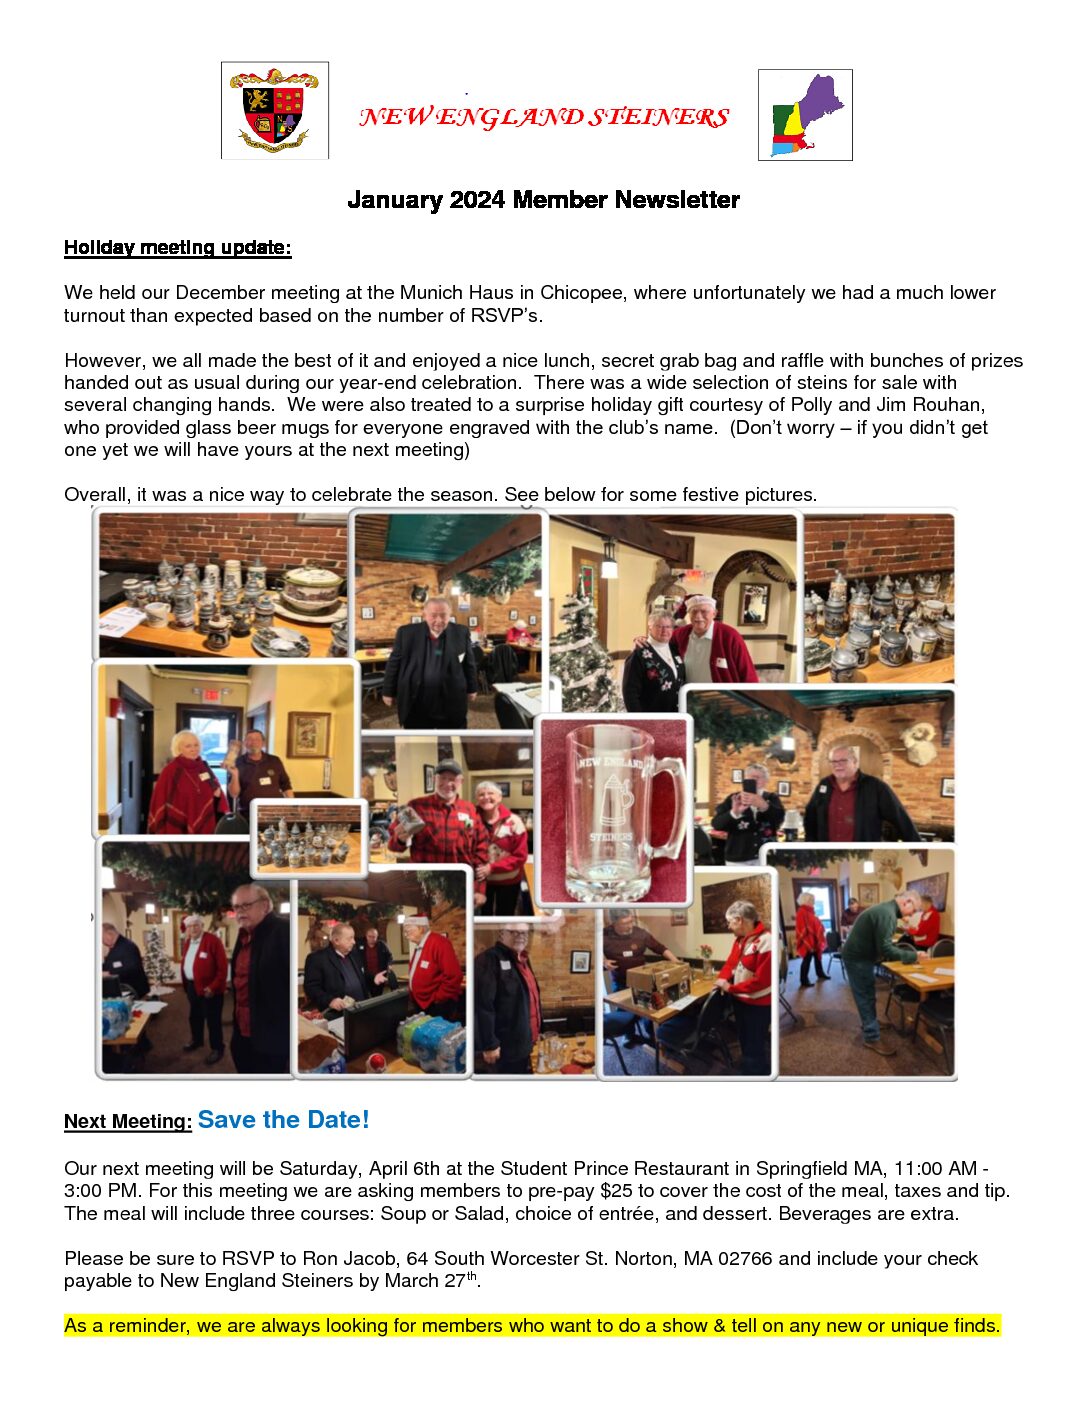 NEW ENGLAND STEINERS
January 2024 Member Newsletter
Holiday meeting update:
We held our December meeting at the Munich Haus in Chicopee, where unfortunately we had a much lower
turnout than expected based on the number of RSVP’s.
However, we all made the best of it and enjoyed a nice lunch, secret grab bag and raffle with bunches of prizes
handed out as usual during our year-end celebration.  There was a wide selection of steins for sale with
several changing hands.  We were also treated to a surprise holiday gift courtesy of Polly and Jim Rouhan,
who provided glass beer mugs for everyone engraved with the club’s name.  (Don’t worry – if you didn’t get
one yet we will have yours at the next meeting)
Overall, it was a nice way to celebrate the season. See below for some festive pictures.
EXIT
NEW ENGLAND
STEINERS
Next Meeting: Save the Date!
Our next meeting will be Saturday, April 6th at the Student Prince Restaurant in Springfield MA, 11:00 AM -
3:00 PM. For this meeting we are asking members to pre-pay $25 to cover the cost of the meal, taxes and tip.
The meal will include three courses: Soup or Salad, choice of entrée, and dessert. Beverages are extra.
Please be sure to RSVP to Ron Jacob, 64 South Worcester St. Norton, MA 02766 and include your check
payable to New England Steiners by March 27th.
As a reminder, we are always looking for members who want to do a show & tell on any new or unique finds.